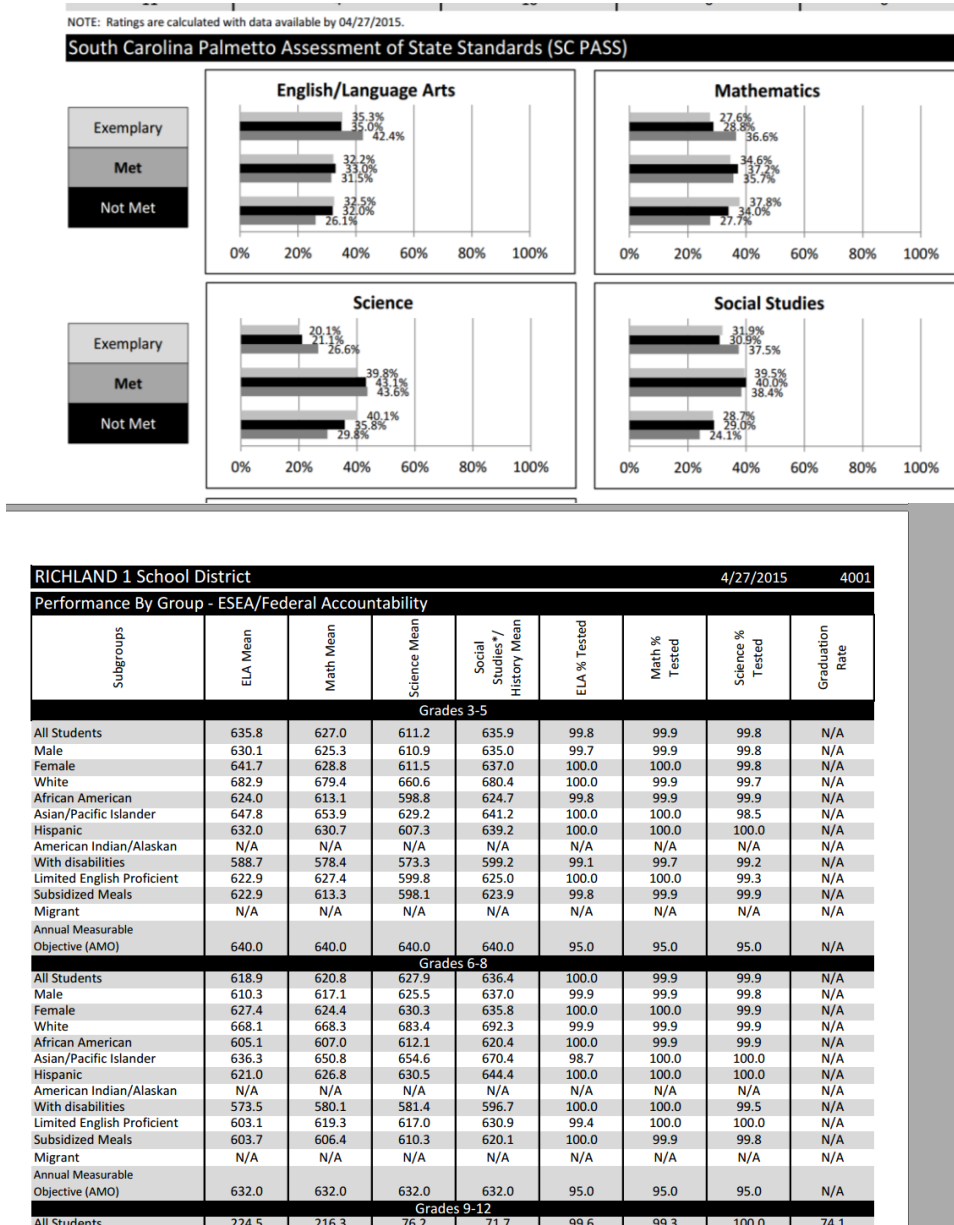 NOTE: Ratings are calculated with data available by 04/27/2015.
South Carolina Palmetto Assessment of State Standards (SC PASS)
English/Language Arts
Exemplary
Met
Not Met
35.3%
35.0%
42.4%
32.2%
33.0%
31.5%
32.5%
32.0%
26.1%
0% 20% 40% 60% 80% 100%
Mathematics
27.6%
28.8%
36.6%
34.6%
37.2%
35.7%
37.8%
34.0%
27.7%
0% 20% 40% 60% 80% 100%
Science
Exemplary
Met
Not Met
20.1%
21.1%
26.6%
39.8%
43.1%
43.6%
40.1%
35.8%
29.8%
0% 20% 40% 60% 80% 100%
Social Studies
31.9%
30.9%
37.5%
39.5%
40.0%
38.4%
28.7%
29.0%
24.1%
0% 20% 40% 60% 80% 100%
RICHLAND 1 School District 4/27/2015 4001
Performance By Group - ESEA/Federal Accountability
Subgroups
ELA Mean
Math Mean
Science Mean
Social
Studies*/
History Mean
ELA % Tested
Math %
Tested
Science %
Tested
Graduation
Rate
Grades 3-5
All Students 635.8 627.0 611.2 635.9 99.8 99.9 99.8 N/A
Male 630.1 625.3 610.9 635.0 99.7 99.9 99.8 N/A
Female 641.7 628.8 611.5 637.0 100.0 100.0 99.8 N/A
White 682.9 679.4 660.6 680.4 100.0 99.9 99.7 N/A
African American 624.0 613.1 598.8 624.7 99.8 99.9 99.9 N/A
Asian/Pacific Islander 647.8 653.9 629.2 641.2 100.0 100.0 98.5 N/A
Hispanic 632.0 630.7 607.3 639.2 100.0 100.0 100.0 N/A
American Indian/Alaskan N/A N/A N/A N/A N/A N/A N/A N/A
With disabilities 588.7 578.4 573.3 599.2 99.1 99.7 99.2 N/A
Limited English Proficient 622.9 627.4 599.8 625.0 100.0 100.0 99.3 N/A
Subsidized Meals 622.9 613.3 598.1 623.9 99.8 99.9 99.9 N/A
Migrant N/A N/A N/A N/A N/A N/A N/A N/A
Annual Measurable
Objective (AMO) 640.0 640.0 640.0 640.0 95.0 95.0 95.0 N/A
Grades 6-8
All Students 618.9 620.8 627.9 636.4 100.0 99.9 99.9 N/A
Male 610.3 617.1 625.5 637.0 99.9 99.9 99.8 N/A
Female 627.4 624.4 630.3 635.8 100.0 100.0 99.9 N/A
White 668.1 668.3 683.4 692.3 99.9 99.9 99.9 N/A
African American 605.1 607.0 612.1 620.4 100.0 99.9 99.9 N/A
Asian/Pacific Islander 636.3 650.8 654.6 670.4 98.7 100.0 100.0 N/A
Hispanic 621.0 626.8 630.5 644.4 100.0 100.0 100.0 N/A
American Indian/Alaskan N/A N/A N/A N/A N/A N/A N/A N/A
With disabilities 573.5 580.1 581.4 596.7 100.0 100.0 99.5 N/A
Limited English Proficient 603.1 619.3 617.0 630.9 99.4 100.0 100.0 N/A
Subsidized Meals 603.7 606.4 610.3 620.1 100.0 99.9 99.8 N/A
Migrant N/A N/A N/A N/A N/A N/A N/A N/A
Annual Measurable
Objective (AMO) 632.0 632.0 632.0 632.0 95.0 95.0 95.0 N/A
Grades 9-12
All Students 224.5 216.3 76.2 71.7 99.6 99.3 100.0 74.1